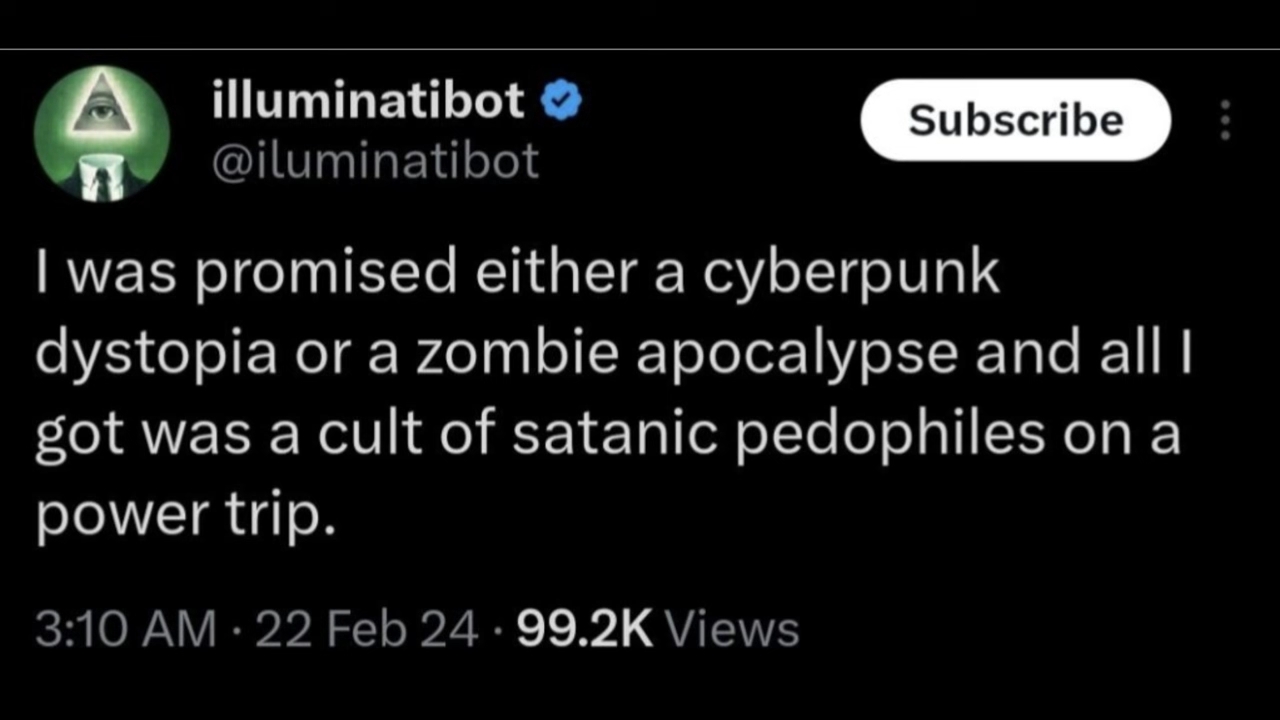 illuminatibot
Subscribe
@iluminatibot
I was promised either a cyberpunk
dystopia or a zombie apocalypse and all I
got was a cult of satanic pedophiles on a
power trip.
3:10 AM · 22 Feb 24 · 99.2K Views